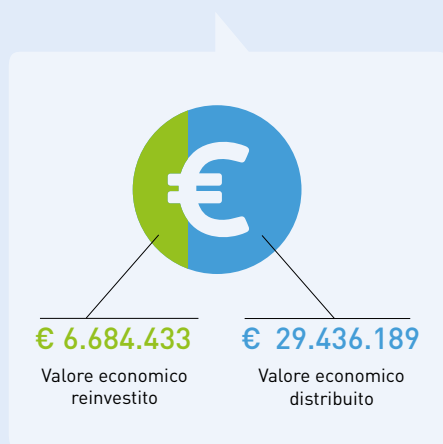 €
€ 6.684.433
Valore economico
reinvestito
€ 29.436.189
Valore economico
distribuito